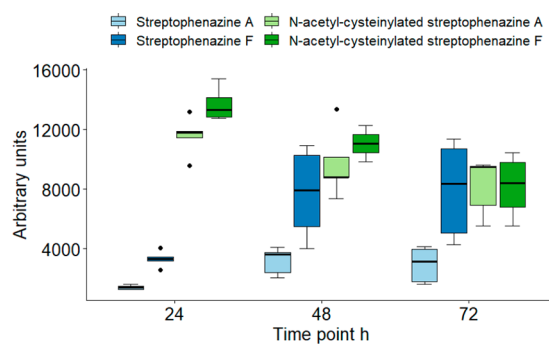 Streptophenazine A N-acetyl-cysteinylated streptophenazine A
Streptophenazine F N-acetyl-cysteinylated streptophenazine F
16000
12000
8000
4000
Arbitrary units
24 48 72
Time point h